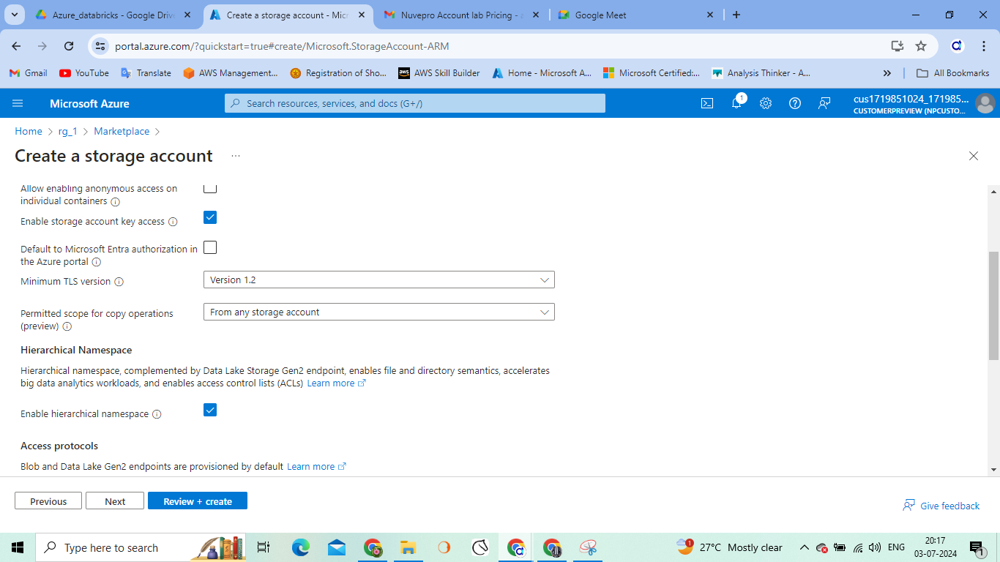 Azure_databricks - Google Driv
Create a storage account - Micr
Nuvepro Account lab Pricing - a
Google Meet
portal.azure.com/?quickstart=true#create/Microsoft.StorageAccount-ARM
Gmail
YouTube
Translate
AWS Management...
Registration of Sho...
aws
AWS Skill Builder
Home - Microsoft A...
Microsoft Certified:...
Analysis Thinker - A...
All Bookmarks
Microsoft Azure
Search resources, services, and docs (G+/)
1
cus1719851024_171985...
CUSTOMERPREVIEW (NPCUSTO...
Home > rg_1 > Marketplace >
Create a storage account ...
Allow enabling anonymous access on
individual containers
Enable storage account key access
Default to Microsoft Entra authorization in
the Azure portal
Minimum TLS version
Version 1.2
Permitted scope for copy operations
(preview)
From any storage account
Hierarchical Namespace
Hierarchical namespace, complemented by Data Lake Storage Gen2 endpoint, enables file and directory semantics, accelerates
big data analytics workloads, and enables access control lists (ACLs) Learn more
Enable hierarchical namespace
Access protocols
Blob and Data Lake Gen2 endpoints are provisioned by default Learn more
Previous
Next
Review + create
Give feedback
Type here to search
1
27°C Mostly clear
ENG
20:17
03-07-2024
1